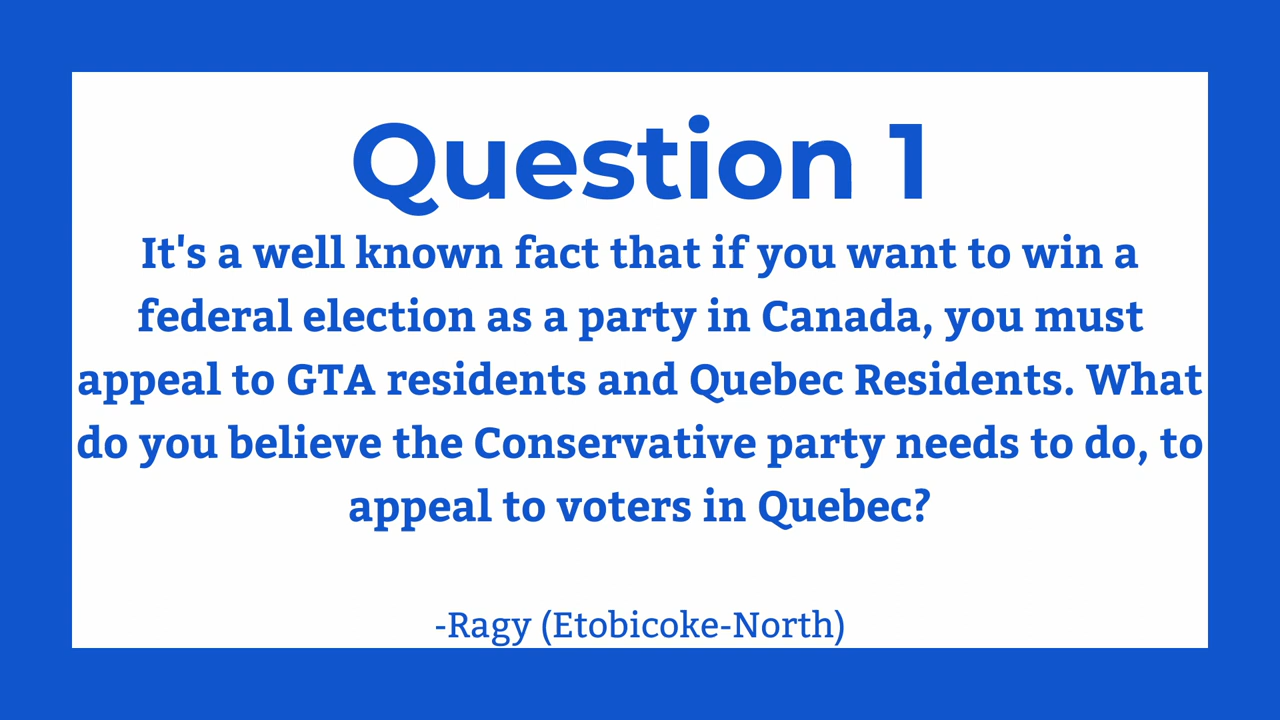 Question 1
It's a well known fact that if you want to win a
federal election as a party in Canada, you must
appeal to GTA residents and Quebec Residents. What
do you believe the Conservative party needs to do, to
appeal to voters in Quebec?
-Ragy (Etobicoke-North)